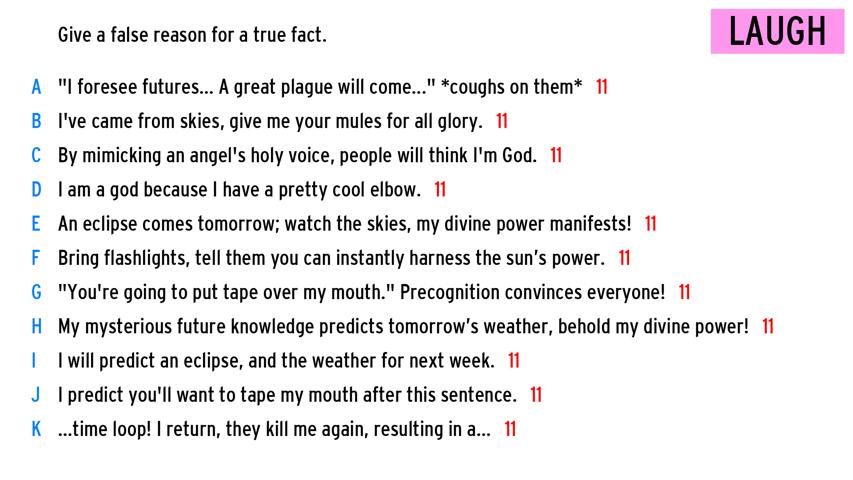 Give a false reason for a true fact.
LAUGH
A "I foresee futures... A great plague will come..." *coughs on them* 11
B I've came from skies, give me your mules for all glory. 11
C By mimicking an angel's holy voice, people will think I'm God. 11
D I am a god because I have a pretty cool elbow. 11
E An eclipse comes tomorrow; watch the skies, my divine power manifests! 11
F Bring flashlights, tell them you can instantly harness the sun’s power. 11
G "You're going to put tape over my mouth." Precognition convinces everyone! 11
H My mysterious future knowledge predicts tomorrow’s weather, behold my divine power! 11
I I will predict an eclipse, and the weather for next week. 11
J I predict you'll want to tape my mouth after this sentence. 11
K ...time loop! I return, they kill me again, resulting in a... 11